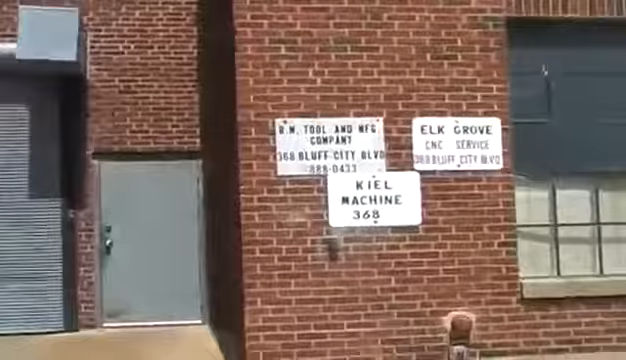 R.M. TOOL AND MFG.
COMPANY
368 BLUFF CITY BLVD
888-0433
ELK GROVE
CNC SERVICE
368 BLUFF CITY BLVD
KIEL
MACHINE
368